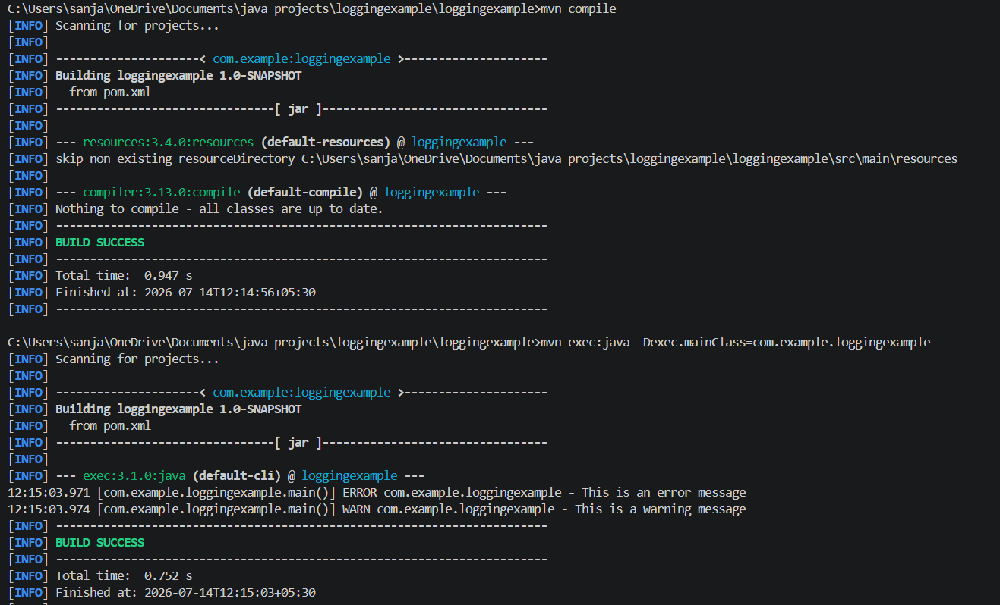 C:\Users\sanja\OneDrive\Documents\java projects\loggingexample\loggingexample>mvn compile
[INFO] Scanning for projects...
[INFO]
[INFO] ---------------------< com.example:loggingexample >---------------------
[INFO] Building loggingexample 1.0-SNAPSHOT
[INFO]   from pom.xml
[INFO] --------------------------------[ jar ]---------------------------------
[INFO]
[INFO] --- resources:3.4.0:resources (default-resources) @ loggingexample ---
[INFO] skip non existing resourceDirectory C:\Users\sanja\OneDrive\Documents\java projects\loggingexample\loggingexample\src\main\resources
[INFO]
[INFO] --- compiler:3.13.0:compile (default-compile) @ loggingexample ---
[INFO] Nothing to compile - all classes are up to date.
[INFO] ------------------------------------------------------------------------
[INFO] BUILD SUCCESS
[INFO] ------------------------------------------------------------------------
[INFO] Total time:  0.947 s
[INFO] Finished at: 2026-07-14T12:14:56+05:30
[INFO] ------------------------------------------------------------------------
C:\Users\sanja\OneDrive\Documents\java projects\loggingexample\loggingexample>mvn exec:java -Dexec.mainClass=com.example.loggingexample
[INFO] Scanning for projects...
[INFO]
[INFO] ---------------------< com.example:loggingexample >---------------------
[INFO] Building loggingexample 1.0-SNAPSHOT
[INFO]   from pom.xml
[INFO] --------------------------------[ jar ]---------------------------------
[INFO]
[INFO] --- exec:3.1.0:java (default-cli) @ loggingexample ---
12:15:03.971 [com.example.loggingexample.main()] ERROR com.example.loggingexample - This is an error message
12:15:03.974 [com.example.loggingexample.main()] WARN com.example.loggingexample - This is a warning message
[INFO] ------------------------------------------------------------------------
[INFO] BUILD SUCCESS
[INFO] ------------------------------------------------------------------------
[INFO] Total time:  0.752 s
[INFO] Finished at: 2026-07-14T12:15:03+05:30